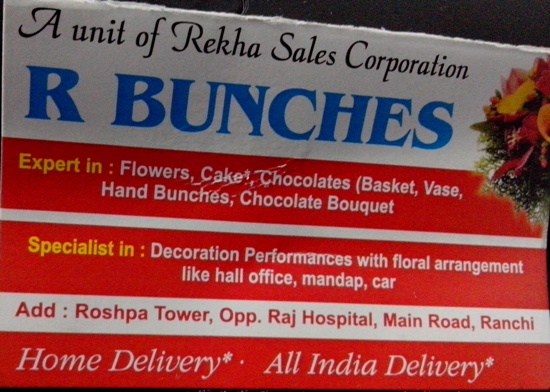 A unit of Rekha Sales Corporation
R BUNCHES
Expert in : Flowers, Cake, Chocolates (Basket, Vase,
Hand Bunches, Chocolate Bouquet
Specialist in : Decoration Performances with floral arrangement
like hall office, mandap, car
Add : Roshpa Tower, Opp. Raj Hospital, Main Road, Ranchi
Home Delivery* · All India Delivery*